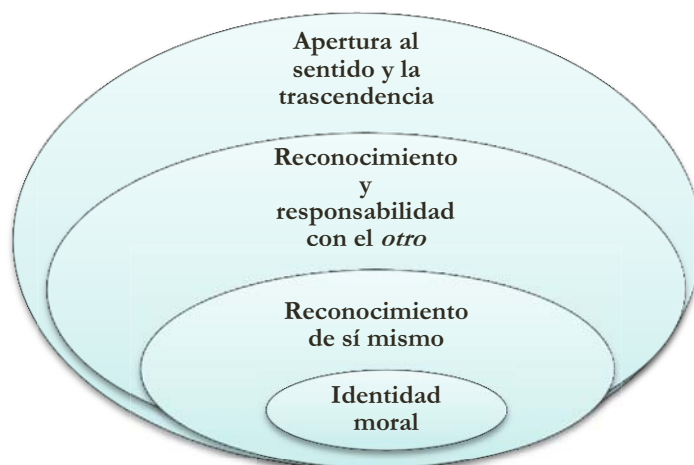 Apertura al
sentido y la
trascendencia
Reconocimiento
y
responsabilidad
con el otro
Reconocimiento
de sí mismo
Identidad
moral